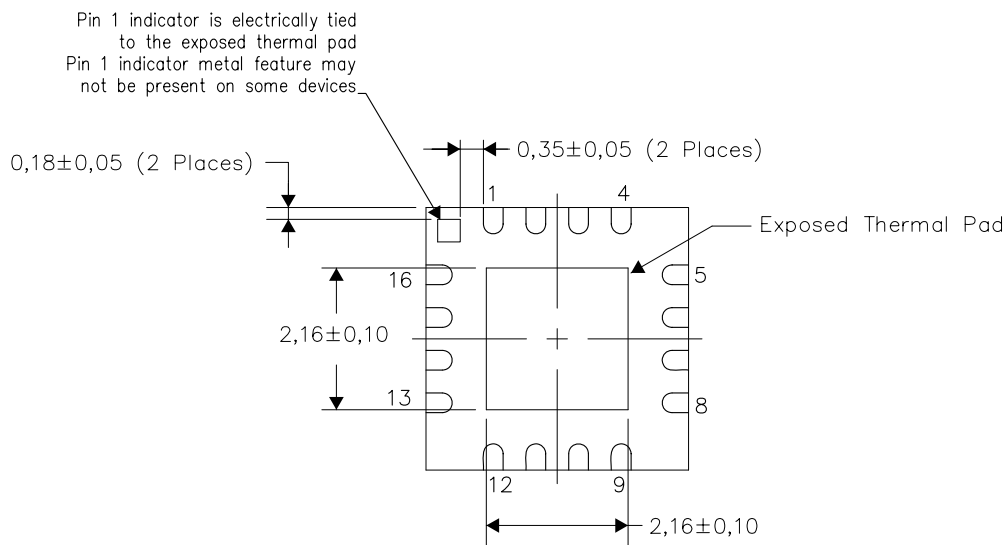 Pin 1 indicator is electrically tied
to the exposed thermal pad
Pin 1 indicator metal feature may
not be present on some devices
0,18±0,05 (2 Places)
0,35±0,05 (2 Places)
1
4
Exposed Thermal Pad
16
5
2,16±0,10
13
8
12
9
2,16±0,10